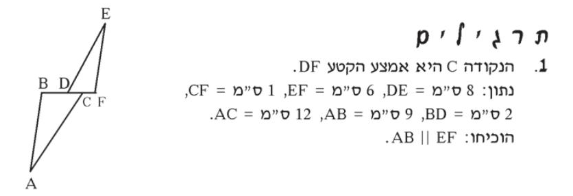 תרגילים
1. הנקודה C היא אמצע הקטע DF.
נתון: 8 ס"מ = DE, 6 ס"מ = EF, 1 ס"מ = CF,
2 ס"מ = BD, 9 ס"מ = AB, 12 ס"מ = AC.
הוכיחו: AB || EF.
E
B D
C F
A